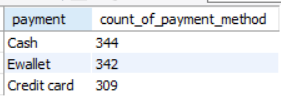 payment count_of_payment_method
Cash 344
Ewallet 342
Credit card 309